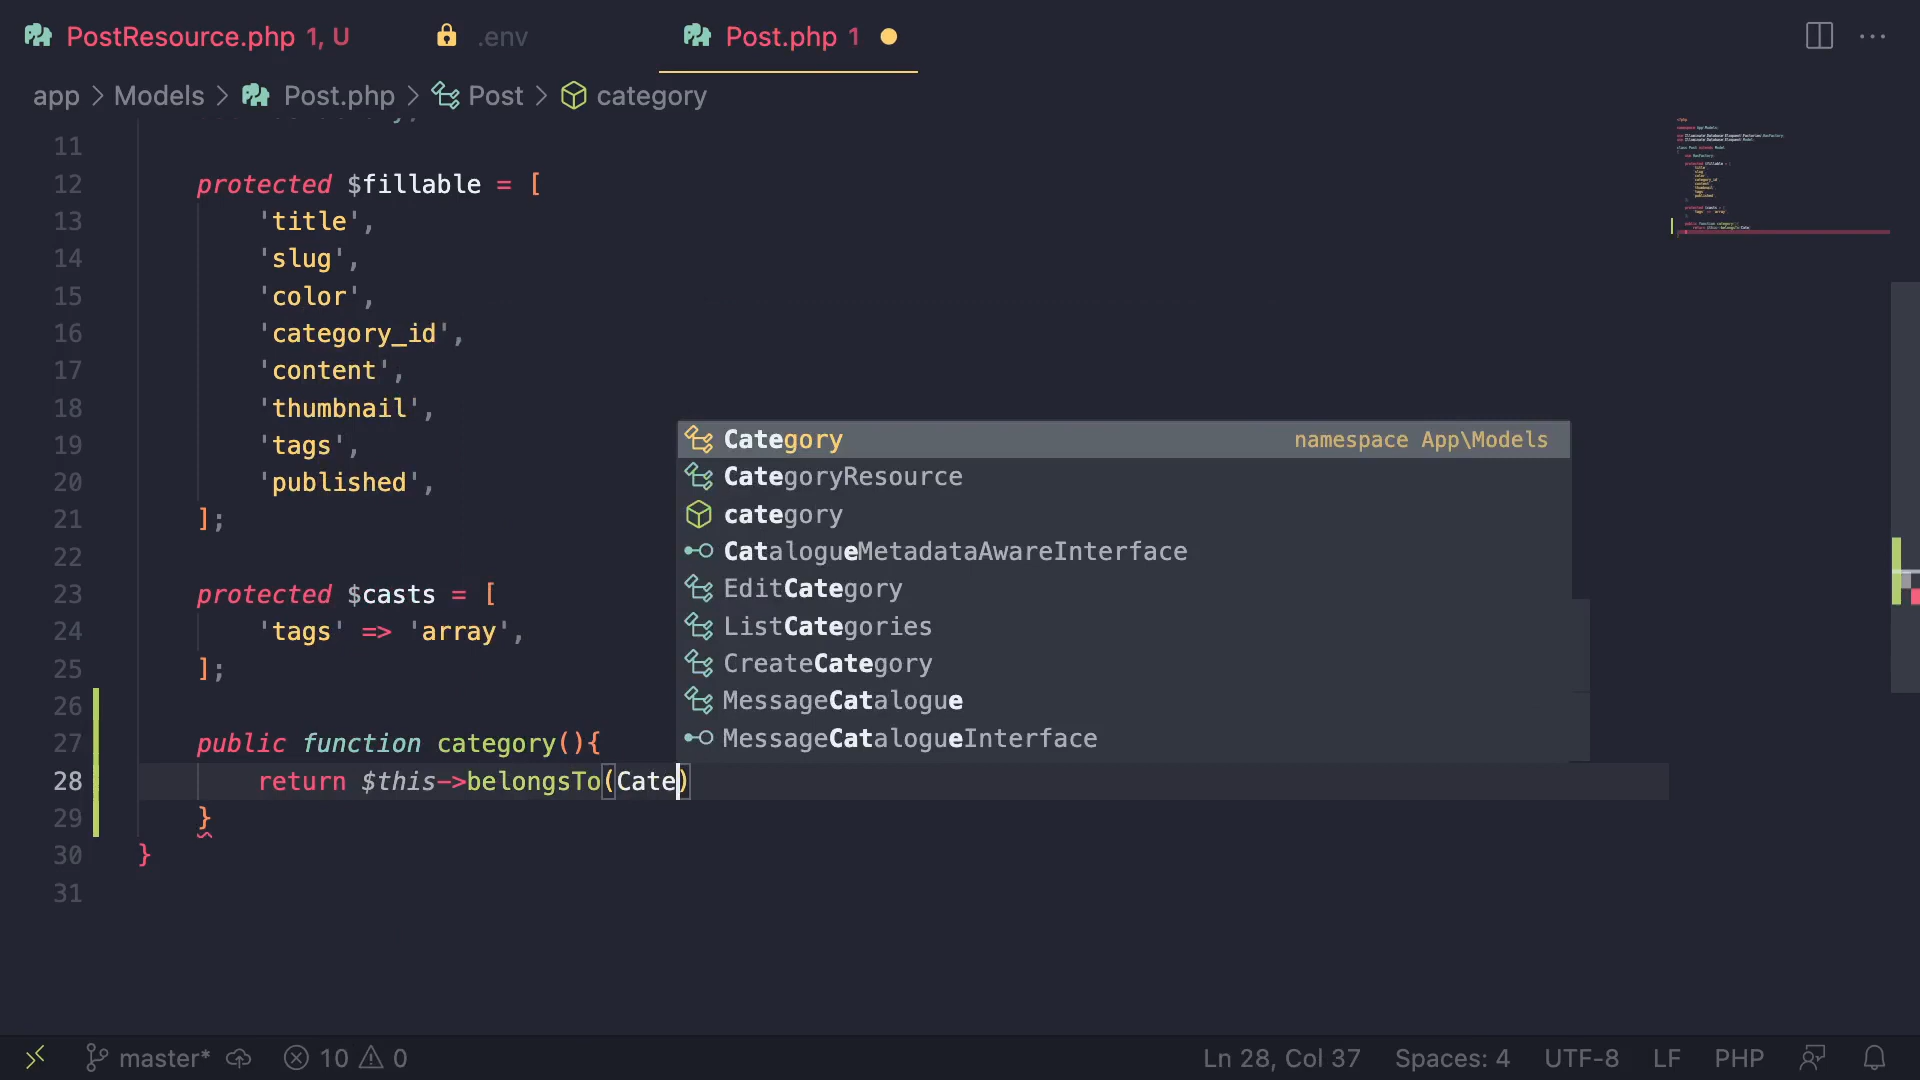 PostResource.php 1, U .env Post.php 1
app > Models > Post.php > Post > category
11
12 protected $fillable = [
13 'title',
14 'slug',
15 'color',
16 'category_id',
17 'content',
18 'thumbnail',
19 'tags',
20 'published',
21 ];
22
23 protected $casts = [
24 'tags' => 'array',
25 ];
26
27 public function category(){
28 return $this->belongsTo(Cate)
29 }
30 }
31
Category namespace App\Models
CategoryResource
category
CatalogueMetadataAwareInterface
EditCategory
ListCategories
CreateCategory
MessageCatalogue
MessageCatalogueInterface
master* 10 0 Ln 28, Col 37 Spaces: 4 UTF-8 LF PHP